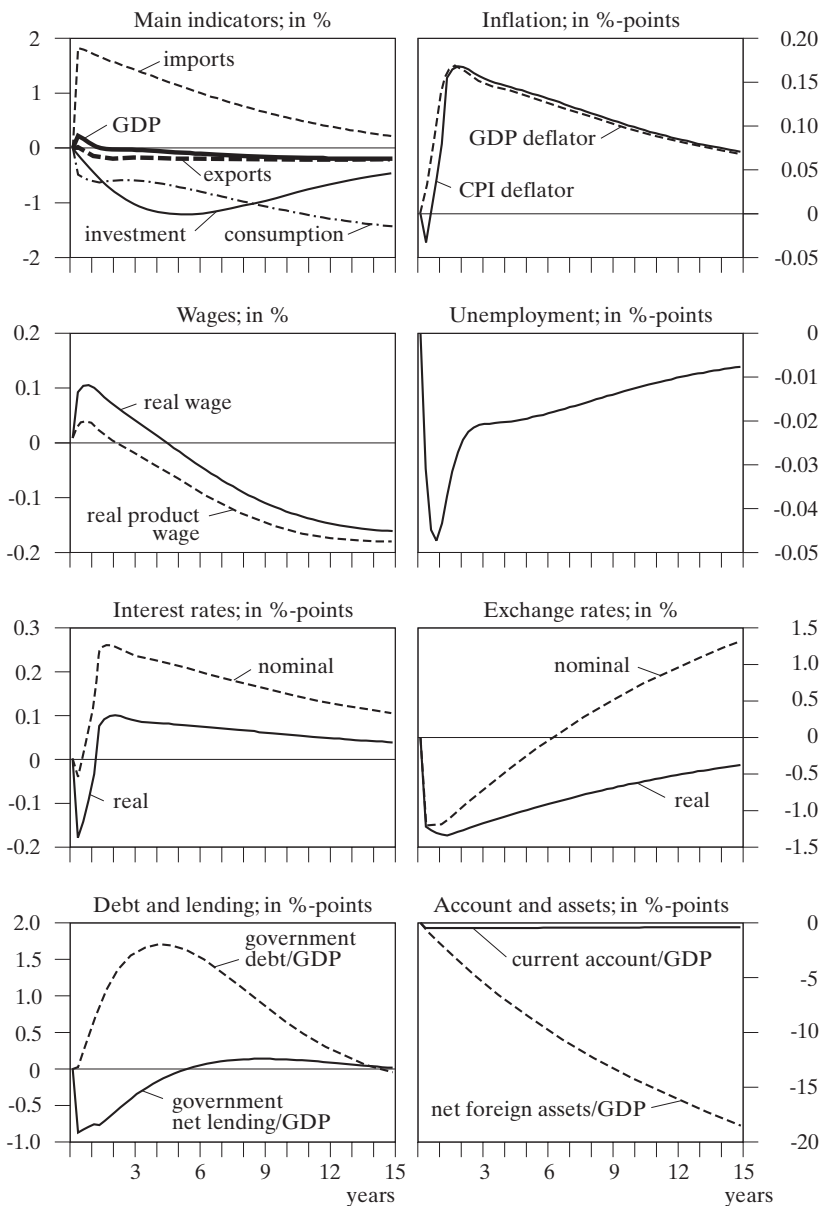 Main indicators; in %
2
1
0
-1
-2
imports
GDP
exports
investment
consumption
Inflation; in %-points
0.20
0.15
0.10
0.05
0
-0.05
GDP deflator
CPI deflator
Wages; in %
0.2
0.1
0
-0.1
-0.2
real wage
real product
wage
Unemployment; in %-points
0
-0.01
-0.02
-0.03
-0.04
-0.05
Interest rates; in %-points
0.3
0.2
0.1
0
-0.1
-0.2
nominal
real
Exchange rates; in %
1.5
1.0
0.5
0
-0.5
-1.0
-1.5
nominal
real
Debt and lending; in %-points
2.0
1.5
1.0
0.5
0
-0.5
-1.0
government
debt/GDP
government
net lending/GDP
3 6 9 12 15
years
Account and assets; in %-points
0
-5
-10
-15
-20
current account/GDP
net foreign assets/GDP
3 6 9 12 15
years